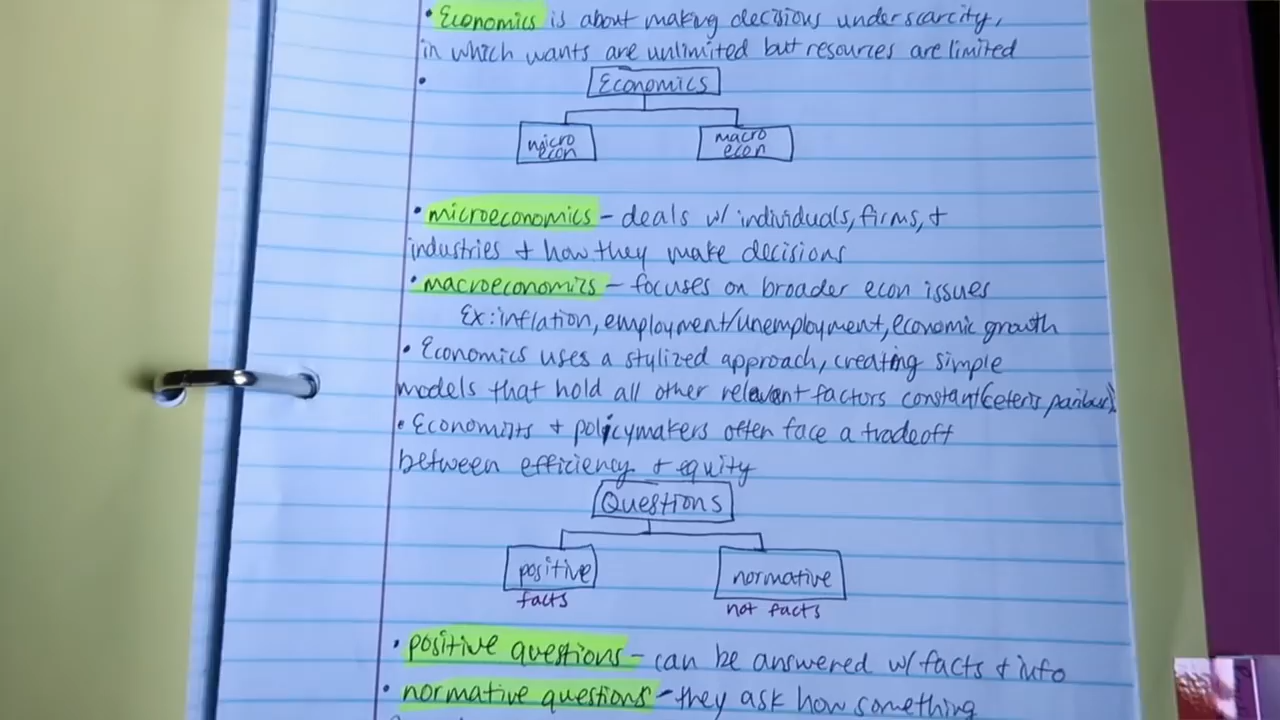 • Economics is about making decisions under scarcity,
in which wants are unlimited but resources are limited
•
Economics
micro econ
macro econ
• microeconomics - deals w/ individuals, firms, +
industries + how they make decisions
• macroeconomics - focuses on broader econ issues
Ex: inflation, employment/unemployment, economic growth
• Economics uses a stylized approach, creating simple
models that hold all other relevant factors constant (ceteris paribus)
• Economists + policymakers often face a tradeoff
between efficiency + equity
Questions
positive
normative
facts
not facts
• positive questions - can be answered w/ facts + info
• normative questions - they ask how something